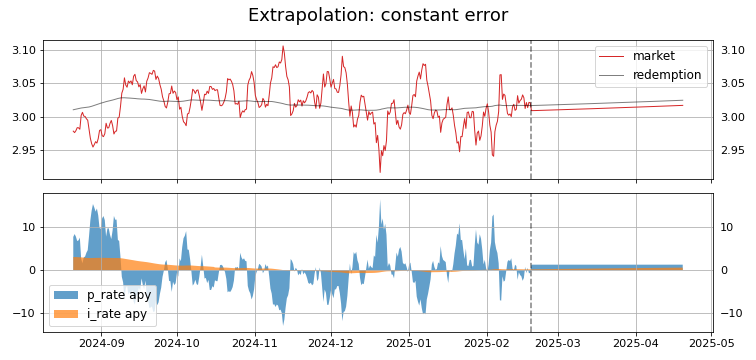 Extrapolation: constant error
3.10 3.10
market
redemption
3.05 3.05
3.00 3.00
2.95 2.95
10 10
0 0
−10 −10
p_rate apy
i_rate apy
2024-09 2024-10 2024-11 2024-12 2025-01 2025-02 2025-03 2025-04 2025-05